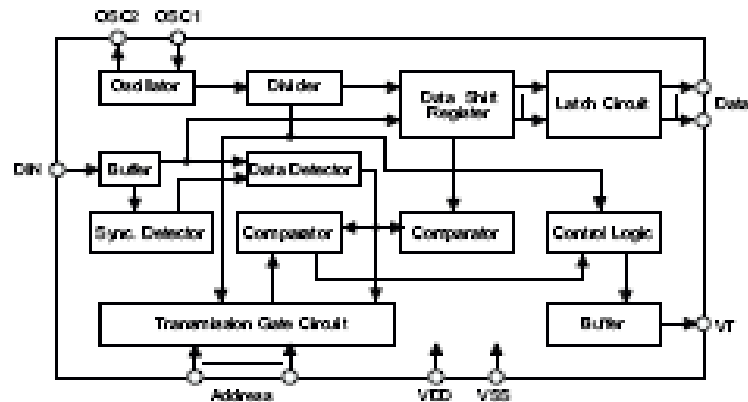 OSC2 OSC1
Oscillator
Divider
Data Shift
Register
Latch Circuit
Data
DIN
Buffer
Data Detector
Sync. Detector
Comparator
Comparator
Control Logic
Transmission Gate Circuit
Buffer
VT
Address
VDD
VSS